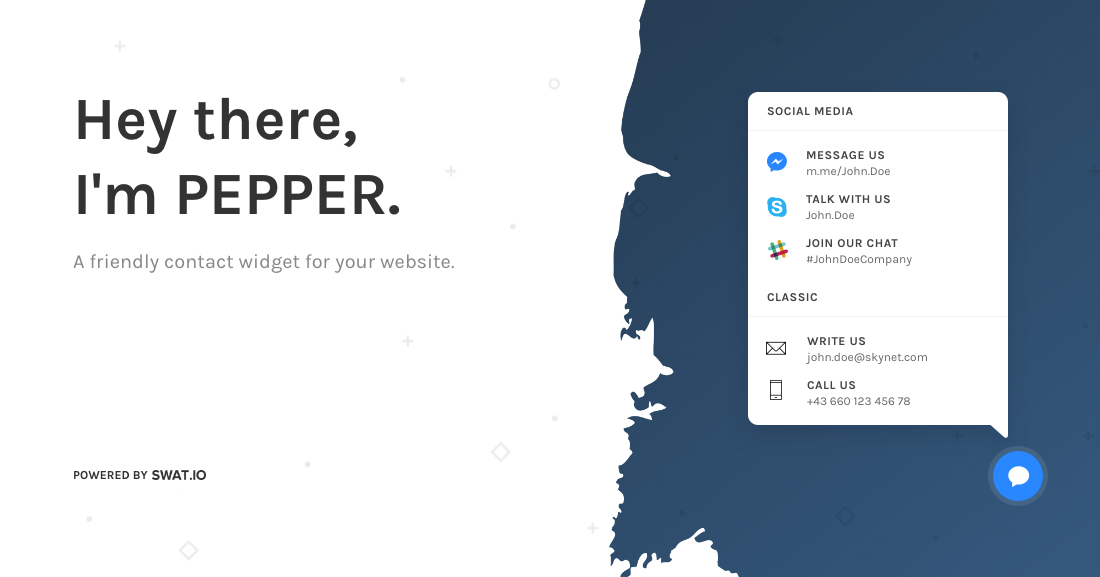 Hey there,
I'm PEPPER.
A friendly contact widget for your website.
POWERED BY SWAT.IO
SOCIAL MEDIA
MESSAGE US
m.me/John.Doe
TALK WITH US
John.Doe
JOIN OUR CHAT
#JohnDoeCompany
CLASSIC
WRITE US
john.doe@skynet.com
CALL US
+43 660 123 456 78